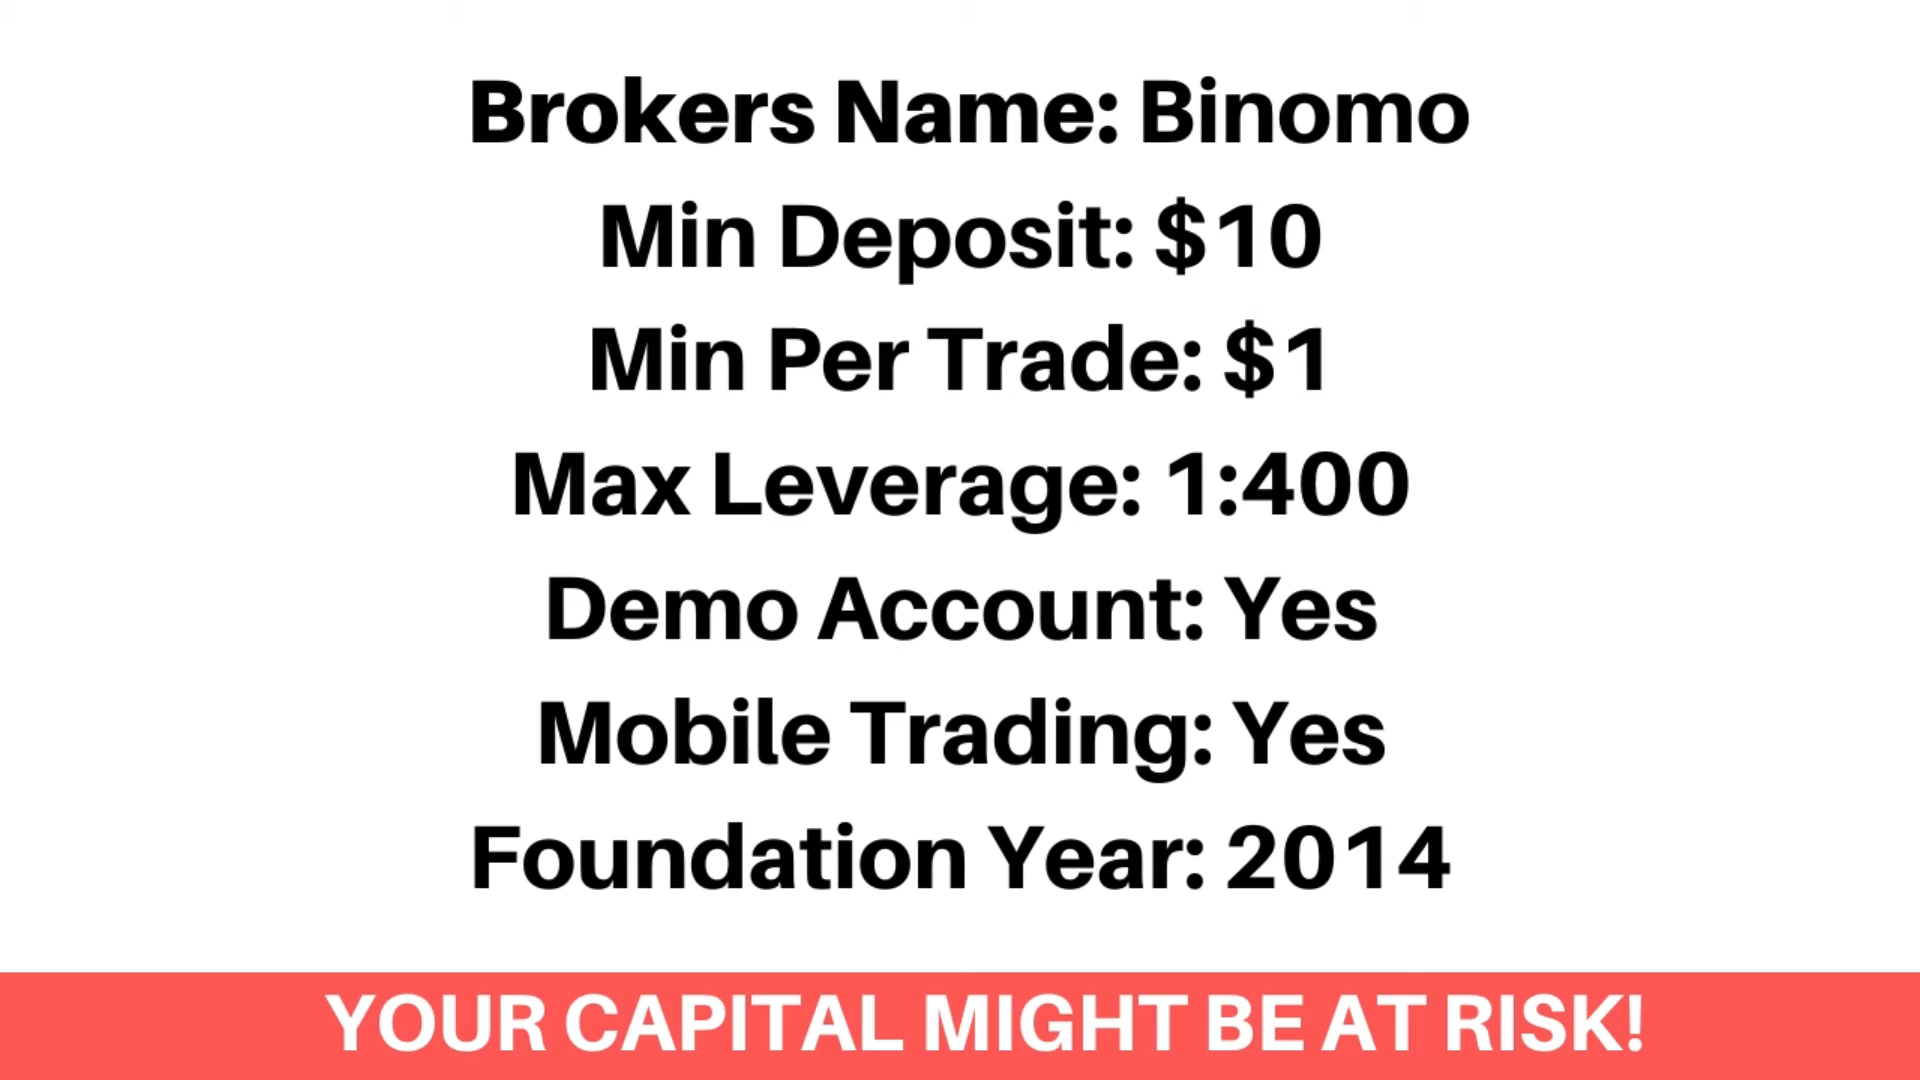 Brokers Name: Binomo
Min Deposit: $10
Min Per Trade: $1
Max Leverage: 1:400
Demo Account: Yes
Mobile Trading: Yes
Foundation Year: 2014
YOUR CAPITAL MIGHT BE AT RISK!